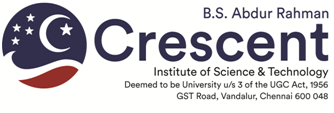 B.S. Abdur Rahman
Crescent
Institute of Science & Technology
Deemed to be University u/s 3 of the UGC Act, 1956
GST Road, Vandalur, Chennai 600 048